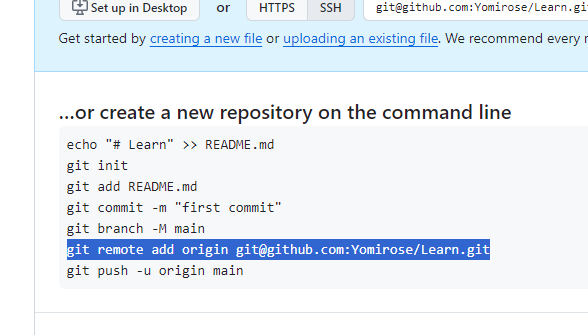 Set up in Desktop or HTTPS SSH git@github.com:Yomirose/Learn.git
Get started by creating a new file or uploading an existing file. We recommend every
...or create a new repository on the command line
echo "# Learn" >> README.md
git init
git add README.md
git commit -m "first commit"
git branch -M main
git remote add origin git@github.com:Yomirose/Learn.git
git push -u origin main